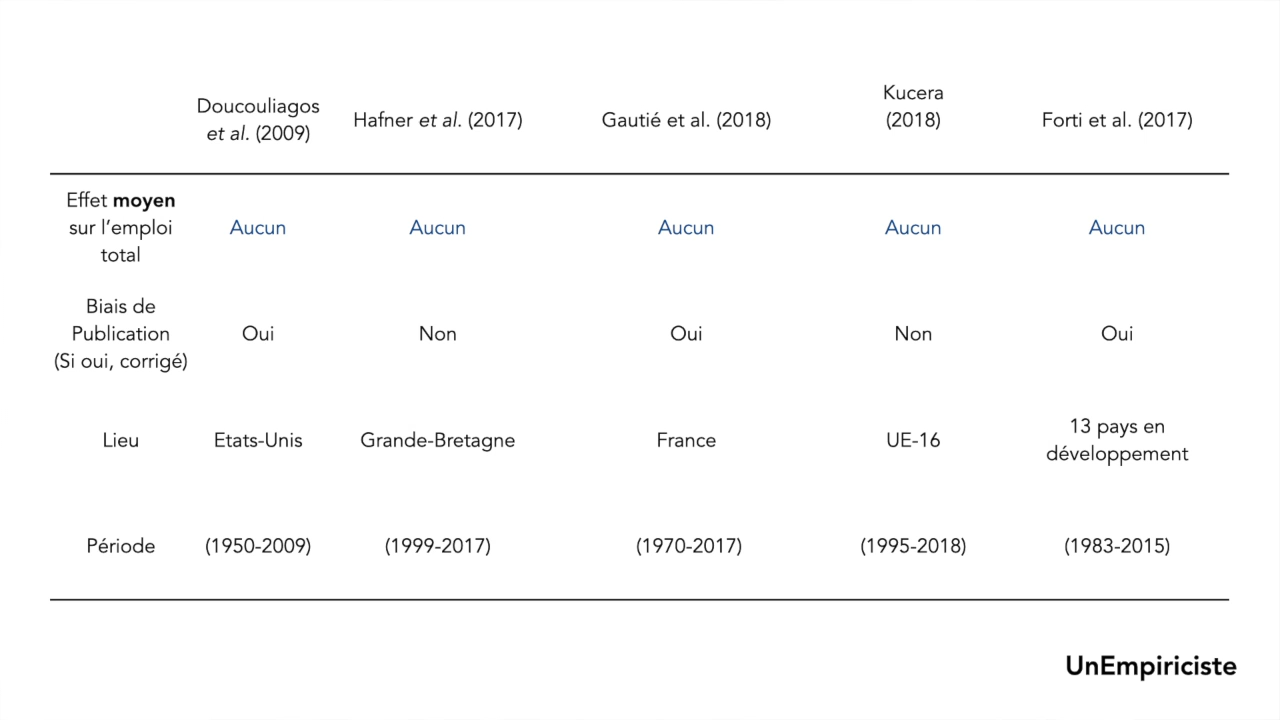 Doucouliagos
et al. (2009)
Hafner et al. (2017)
Gautié et al. (2018)
Kucera
(2018)
Forti et al. (2017)
Effet moyen
sur l'emploi
total
Aucun
Aucun
Aucun
Aucun
Aucun
Biais de
Publication
(Si oui, corrigé)
Oui
Non
Oui
Non
Oui
Lieu
Etats-Unis
Grande-Bretagne
France
UE-16
13 pays en
développement
Période
(1950-2009)
(1999-2017)
(1970-2017)
(1995-2018)
(1983-2015)
UnEmpiriciste